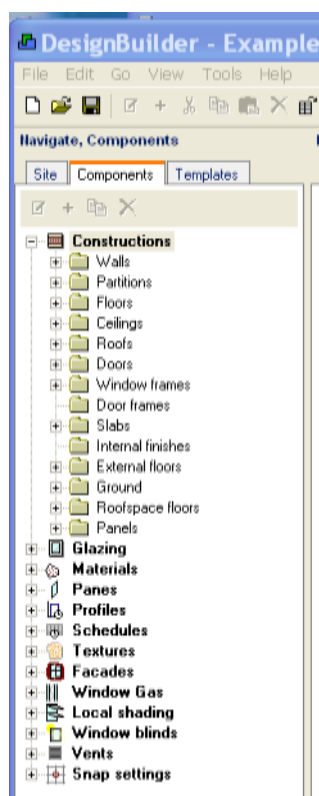 DesignBuilder - Example
File Edit Go View Tools Help
Navigate, Components
Site Components Templates
Constructions
Walls
Partitions
Floors
Ceilings
Roofs
Doors
Window frames
Door frames
Slabs
Internal finishes
External floors
Ground
Roofspace floors
Panels
Glazing
Materials
Panes
Profiles
Schedules
Textures
Facades
Window Gas
Local shading
Window blinds
Vents
Snap settings